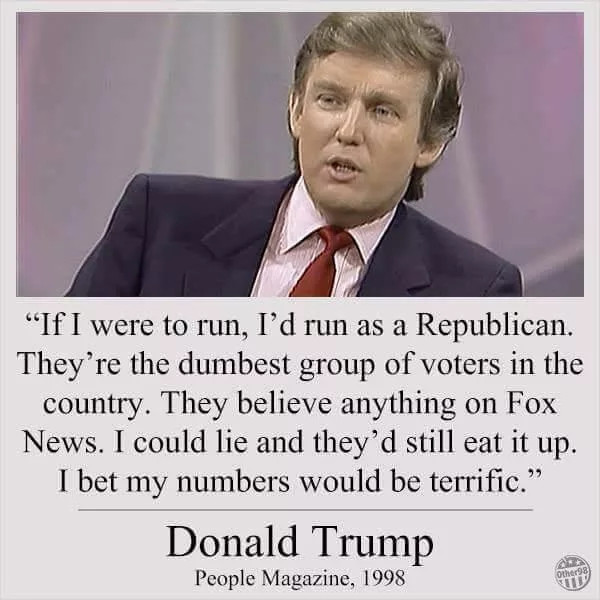 “If I were to run, I’d run as a Republican.
They’re the dumbest group of voters in the
country. They believe anything on Fox
News. I could lie and they’d still eat it up.
I bet my numbers would be terrific.”
Donald Trump
People Magazine, 1998
Other98